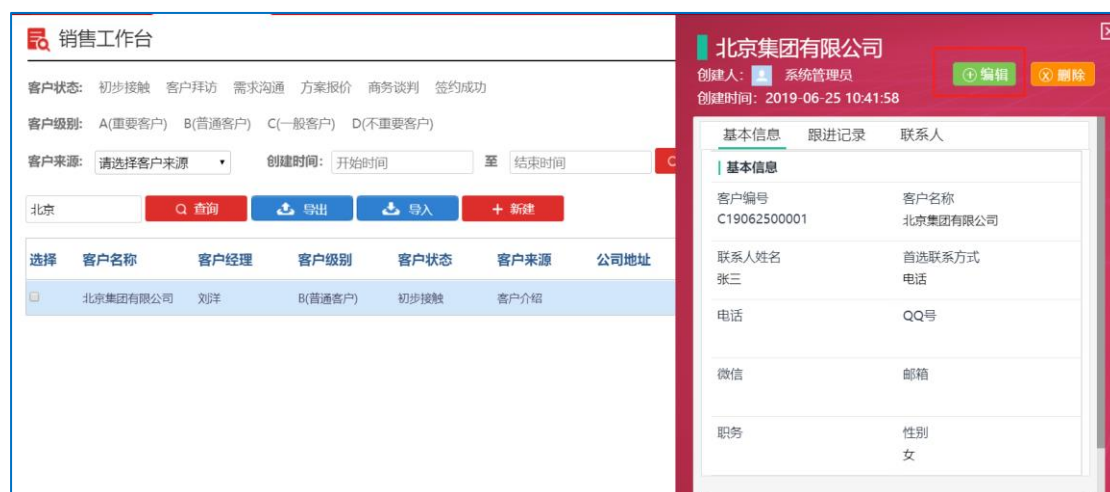 销售工作台
客户状态: 初步接触 客户拜访 需求沟通 方案报价 商务谈判 签约成功
客户级别: A(重要客户) B(普通客户) C(一般客户) D(不重要客户)
客户来源: 请选择客户来源 创建时间: 开始时间 至 结束时间
北京 查询 导出 导入 + 新建
选择 客户名称 客户经理 客户级别 客户状态 客户来源 公司地址
北京集团有限公司 刘洋 B(普通客户) 初步接触 客户介绍
北京集团有限公司
创建人: 系统管理员 编辑 删除
创建时间: 2019-06-25 10:41:58
基本信息 跟进记录 联系人
基本信息
客户编号 客户名称
C19062500001 北京集团有限公司
联系人姓名 首选联系方式
张三 电话
电话 QQ号
微信 邮箱
职务 性别
女